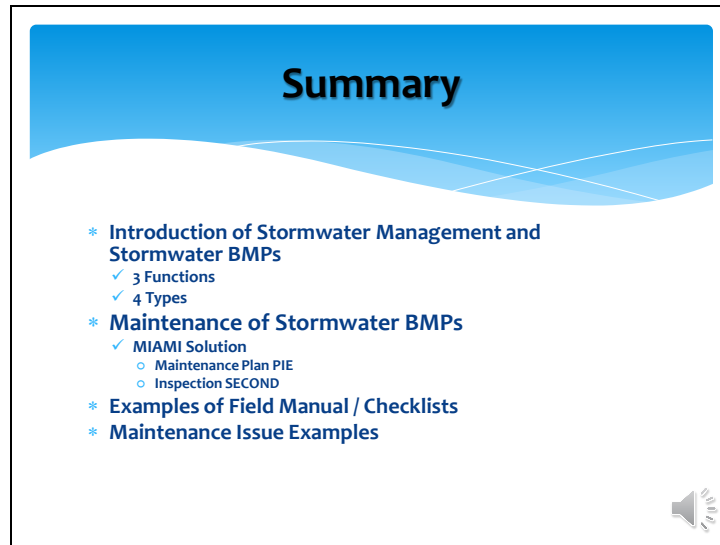 Summary
* Introduction of Stormwater Management and
Stormwater BMPs
✓ 3 Functions
✓ 4 Types
* Maintenance of Stormwater BMPs
✓ MIAMI Solution
○ Maintenance Plan PIE
○ Inspection SECOND
* Examples of Field Manual / Checklists
* Maintenance Issue Examples